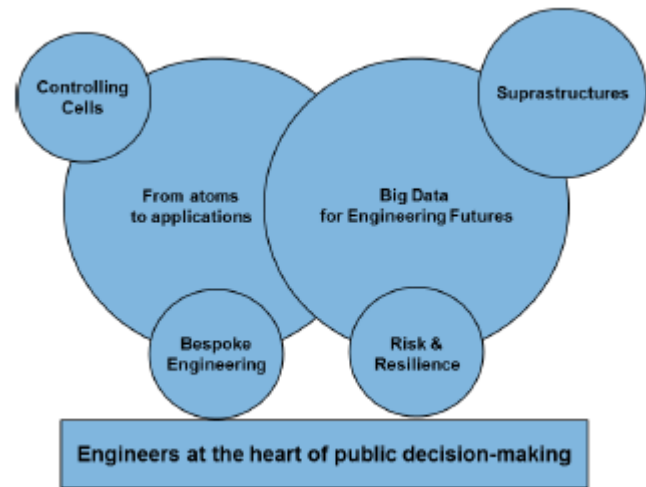 Controlling
Cells
Suprastructures
From atoms
to applications
Big Data
for Engineering Futures
Bespoke
Engineering
Risk &
Resilience
Engineers at the heart of public decision-making